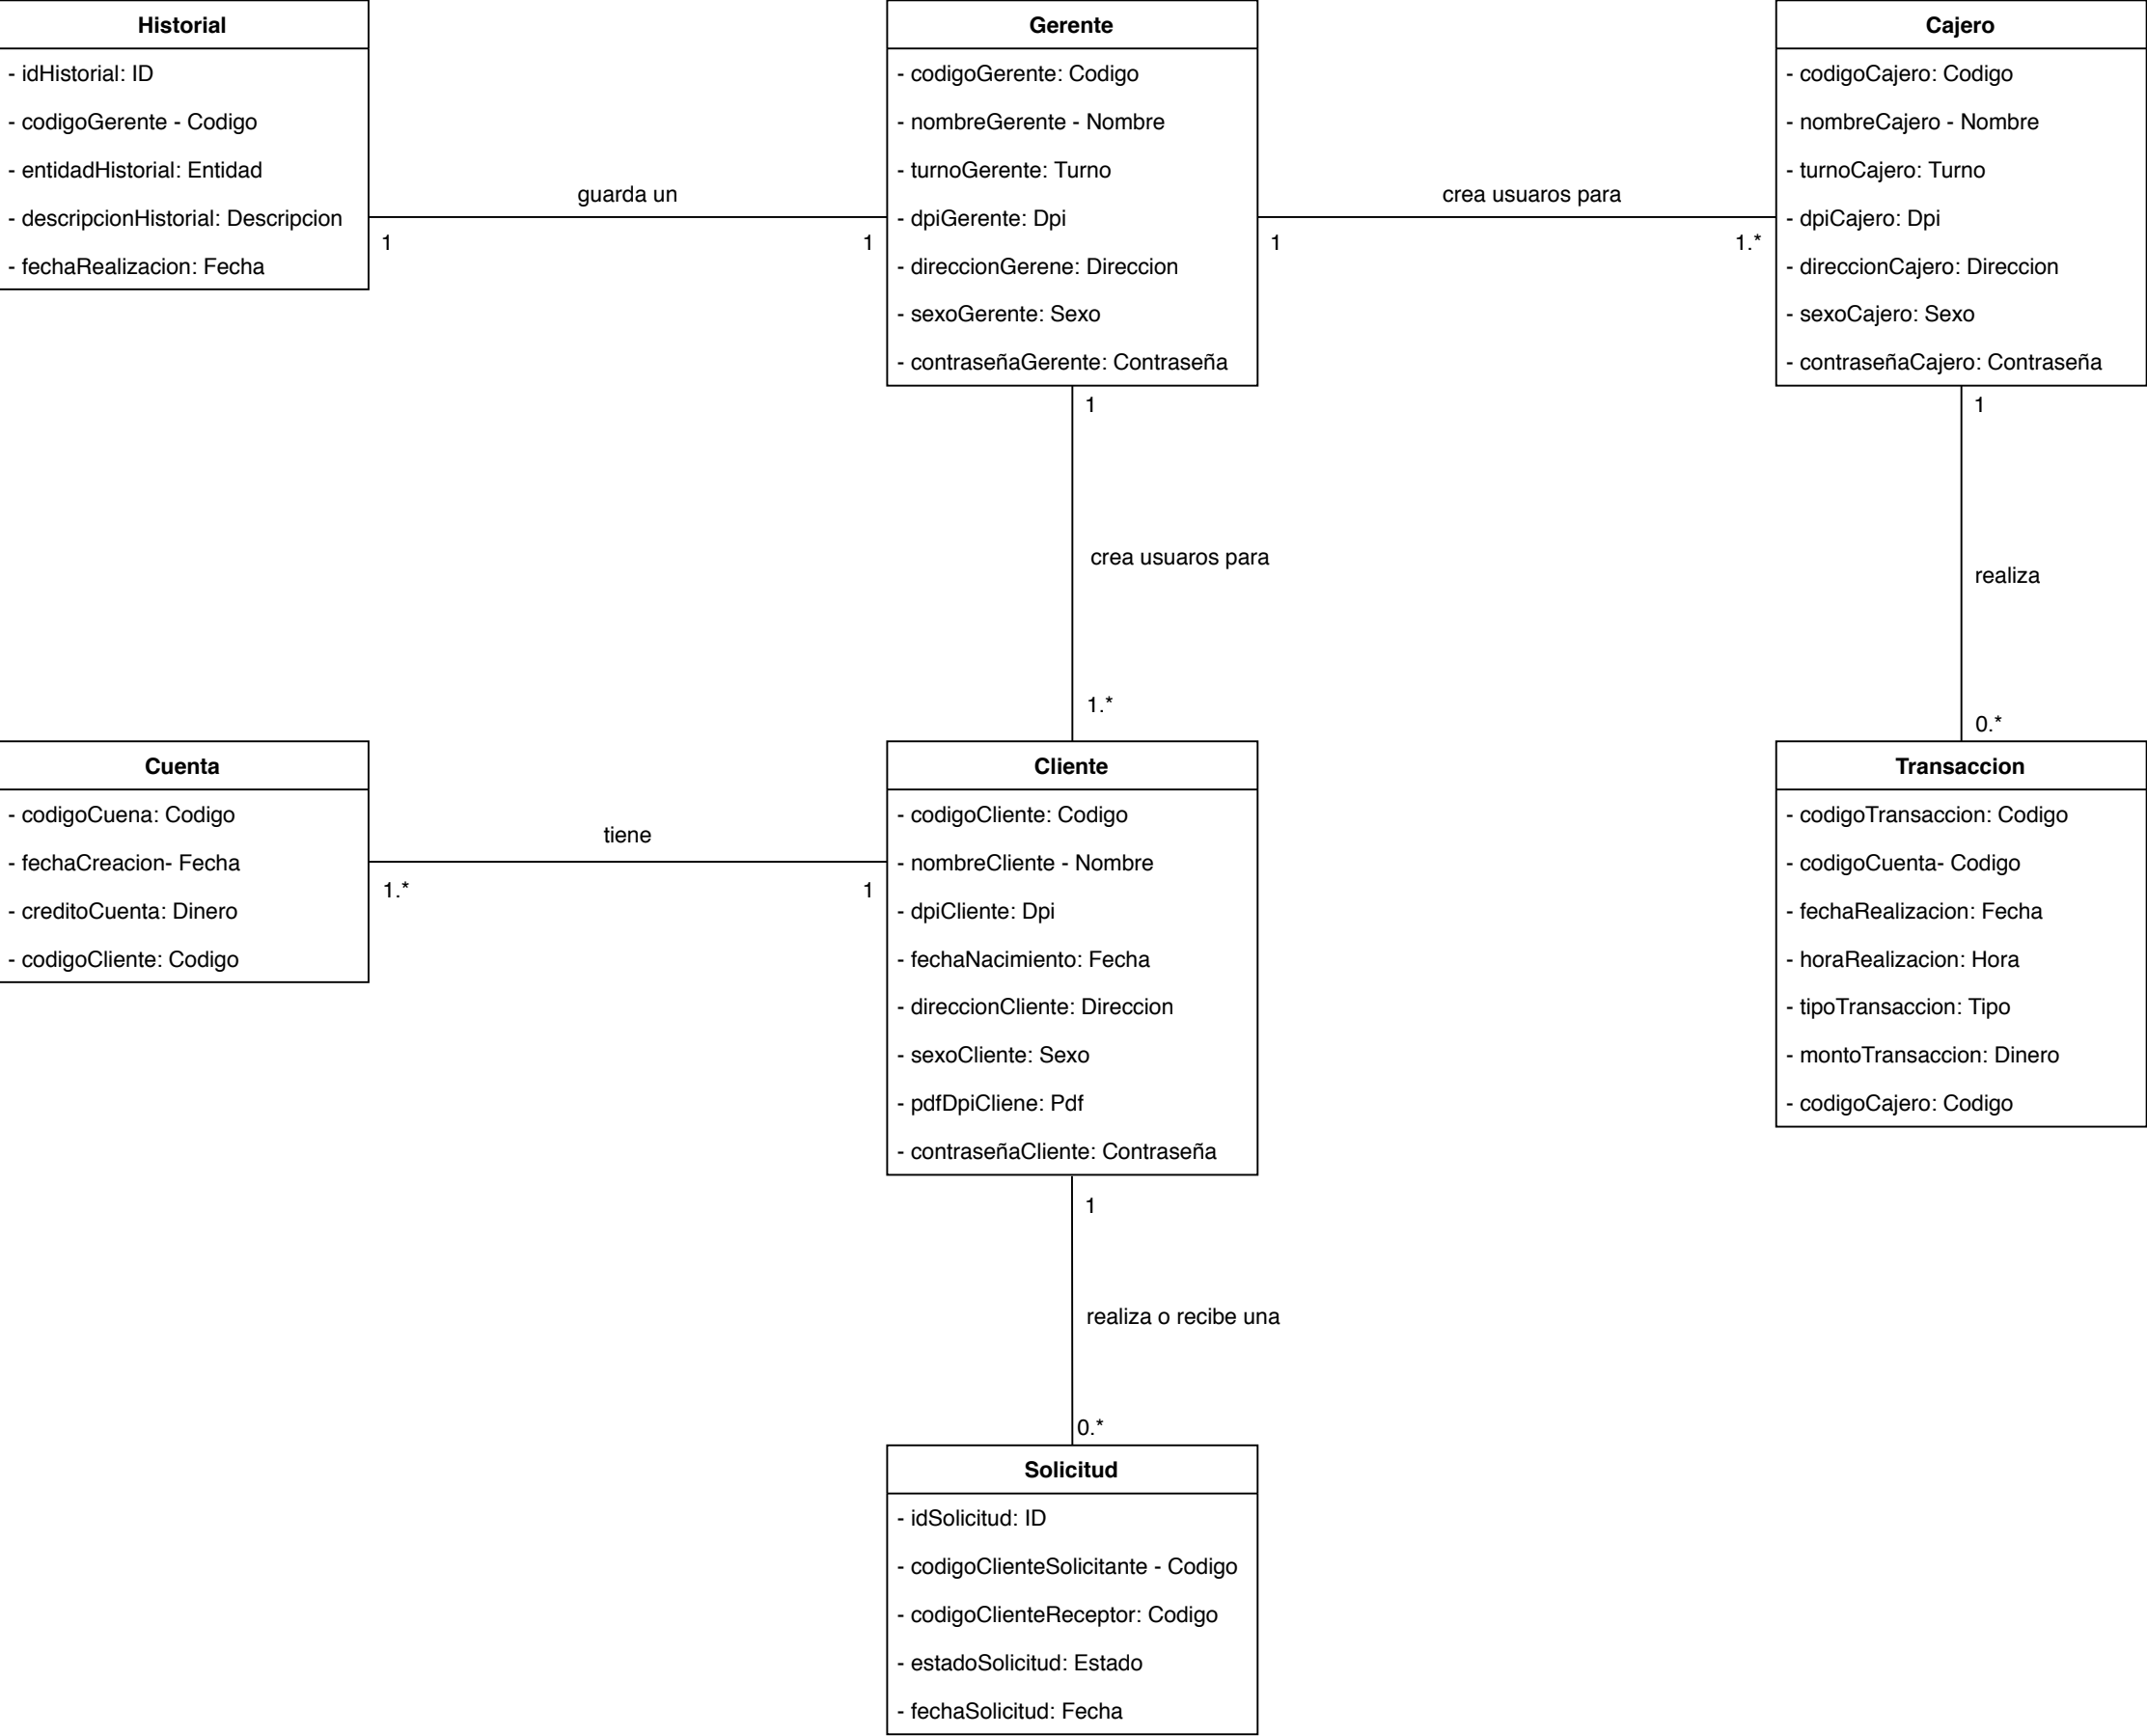 Historial
- idHistorial: ID
- codigoGerente - Codigo
- entidadHistorial: Entidad
- descripcionHistorial: Descripcion
- fechaRealizacion: Fecha
guarda un
1
1
Gerente
- codigoGerente: Codigo
- nombreGerente - Nombre
- turnoGerente: Turno
- dpiGerente: Dpi
- direccionGerene: Direccion
- sexoGerente: Sexo
- contraseñaGerente: Contraseña
crea usuaros para
1
1.*
Cajero
- codigoCajero: Codigo
- nombreCajero - Nombre
- turnoCajero: Turno
- dpiCajero: Dpi
- direccionCajero: Direccion
- sexoCajero: Sexo
- contraseñaCajero: Contraseña
1
crea usuaros para
1.*
1
realiza
0.*
Cuenta
- codigoCuena: Codigo
- fechaCreacion- Fecha
- creditoCuenta: Dinero
- codigoCliente: Codigo
tiene
1.*
1
Cliente
- codigoCliente: Codigo
- nombreCliente - Nombre
- dpiCliente: Dpi
- fechaNacimiento: Fecha
- direccionCliente: Direccion
- sexoCliente: Sexo
- pdfDpiCliene: Pdf
- contraseñaCliente: Contraseña
Transaccion
- codigoTransaccion: Codigo
- codigoCuenta- Codigo
- fechaRealizacion: Fecha
- horaRealizacion: Hora
- tipoTransaccion: Tipo
- montoTransaccion: Dinero
- codigoCajero: Codigo
1
realiza o recibe una
0.*
Solicitud
- idSolicitud: ID
- codigoClienteSolicitante - Codigo
- codigoClienteReceptor: Codigo
- estadoSolicitud: Estado
- fechaSolicitud: Fecha